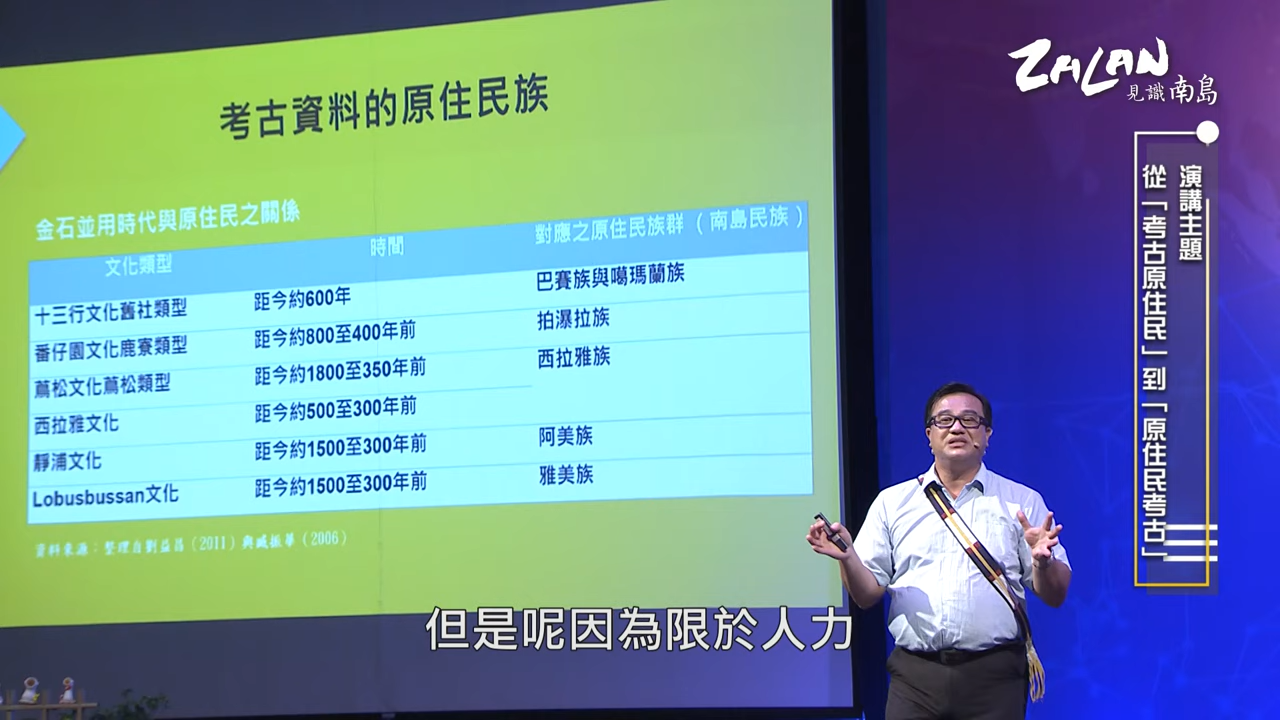 考古資料的原住民族
金石並用時代與原住民之關係
文化類型 時間 對應之原住民族群（南島民族）
十三行文化舊社類型 距今約600年 巴賽族與噶瑪蘭族
番仔園文化鹿寮類型 距今約800至400年前 拍瀑拉族
蔦松文化蔦松類型 距今約1800至350年前 西拉雅族
西拉雅文化 距今約500至300年前
靜浦文化 距今約1500至300年前 阿美族
Lobusbussan文化 距今約1500至300年前 雅美族
資料來源：整理自劉益昌（2011）與臧振華（2006）
ZALAN
見識南島
演講主題
從「考古原住民」到「原住民考古」
但是呢因為限於人力